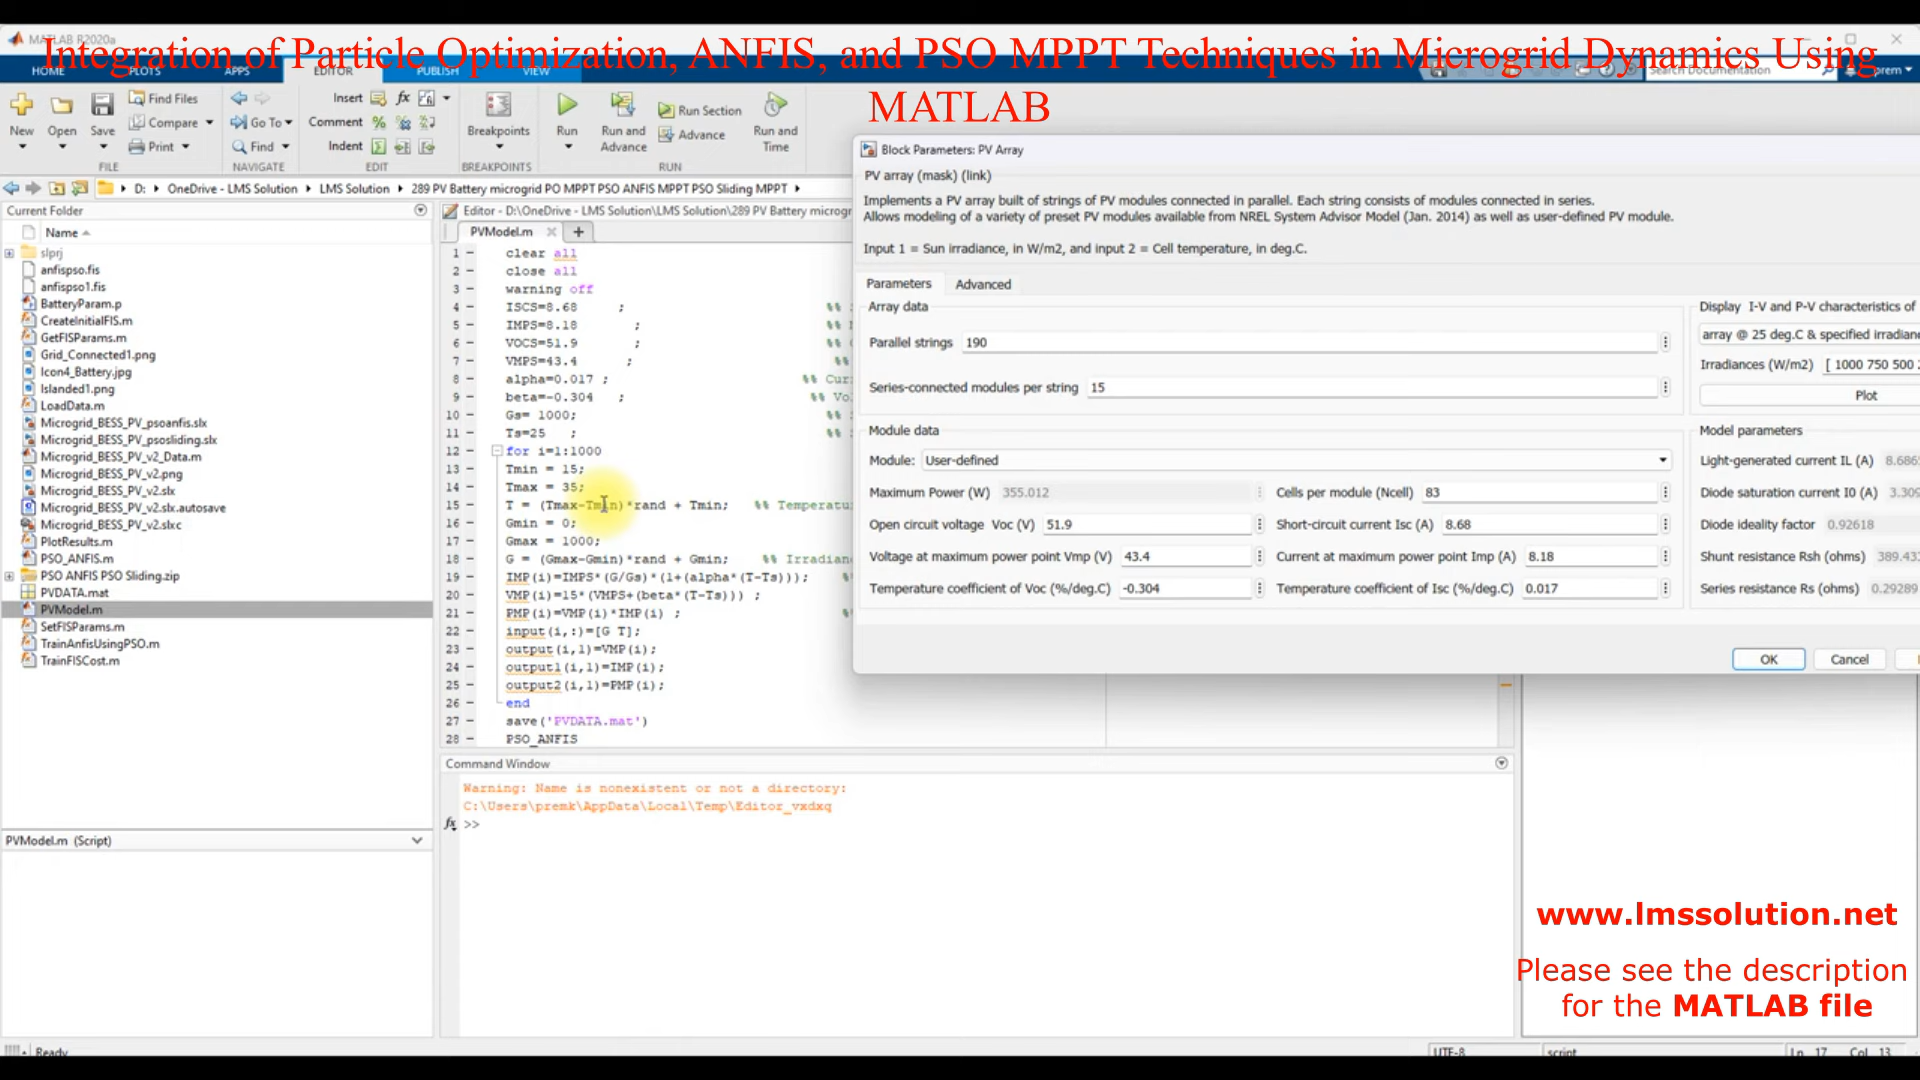 Integration of Particle Optimization, ANFIS, and PSO MPPT Techniques in Microgrid Dynamics Using
MATLAB
MATLAB R2020a
HOME PLOTS APPS EDITOR PUBLISH VIEW
Search Documentation
prem
New
Open
Save
Find Files
Compare
Print
FILE
Go To
Find
NAVIGATE
Insert
Comment
Indent
EDIT
Breakpoints
BREAKPOINTS
Run
Run and
Advance
Run Section
Advance
Run and
Time
RUN
D: OneDrive - LMS Solution LMS Solution 289 PV Battery microgrid PO MPPT PSO ANFIS MPPT PSO Sliding MPPT
Current Folder
Name
slprj
anfispso.fis
anfispso1.fis
BatteryParam.p
CreateInitialFIS.m
GetFISParams.m
Grid_Connected1.png
Icon4_Battery.jpg
Islanded1.png
LoadData.m
Microgrid_BESS_PV_psoanfis.slx
Microgrid_BESS_PV_psosliding.slx
Microgrid_BESS_PV_v2_Data.m
Microgrid_BESS_PV_v2.png
Microgrid_BESS_PV_v2.slx
Microgrid_BESS_PV_v2.slx.autosave
Microgrid_BESS_PV_v2.slxc
PlotResults.m
PSO_ANFIS.m
PSO ANFIS PSO Sliding.zip
PVDATA.mat
PVModel.m
SetFISParams.m
TrainAnfisUsingPSO.m
TrainFISCost.m
PVModel.m (Script)
Ready
Editor - D:\OneDrive - LMS Solution\LMS Solution\289 PV Battery microgr
PVModel.m
1 - clear all
2 - close all
3 - warning off
4 - ISCS=8.68 ; %%
5 - IMPS=8.18 ; %%
6 - VOCS=51.9 ; %%
7 - VMPS=43.4 ; %%
8 - alpha=0.017 ; %% Cur
9 - beta=-0.304 ; %% Vo
10 - Gs= 1000; %%
11 - Ts=25 ; %%
12 - for i=1:1000
13 - Tmin = 15;
14 - Tmax = 35;
15 - T = (Tmax-Tmin)*rand + Tmin; %% Temperatu
16 - Gmin = 0;
17 - Gmax = 1000;
18 - G = (Gmax-Gmin)*rand + Gmin; %% Irradian
19 - IMP(i)=IMPS*(G/Gs)*(1+(alpha*(T-Ts))); %
20 - VMP(i)=15*(VMPS+(beta*(T-Ts))) ;
21 - PMP(i)=VMP(i)*IMP(i) ; %%
22 - input(i,:)=[G T];
23 - output(i,1)=VMP(i);
24 - output1(i,1)=IMP(i);
25 - output2(i,1)=PMP(i);
26 - end
27 - save('PVDATA.mat')
28 - PSO_ANFIS
Command Window
Warning: Name is nonexistent or not a directory:
C:\Users\premk\AppData\Local\Temp\Editor_vxdxq
fx >>
Block Parameters: PV Array
PV array (mask) (link)
Implements a PV array built of strings of PV modules connected in parallel. Each string consists of modules connected in series.
Allows modeling of a variety of preset PV modules available from NREL System Advisor Model (Jan. 2014) as well as user-defined PV module.
Input 1 = Sun irradiance, in W/m2, and input 2 = Cell temperature, in deg.C.
Parameters Advanced
Array data
Parallel strings 190
Series-connected modules per string 15
Display I-V and P-V characteristics of
array @ 25 deg.C & specified irradian
Irradiances (W/m2) [ 1000 750 500 2
Plot
Module data
Module: User-defined
Maximum Power (W) 355.012
Cells per module (Ncell) 83
Open circuit voltage Voc (V) 51.9
Short-circuit current Isc (A) 8.68
Voltage at maximum power point Vmp (V) 43.4
Current at maximum power point Imp (A) 8.18
Temperature coefficient of Voc (%/deg.C) -0.304
Temperature coefficient of Isc (%/deg.C) 0.017
Model parameters
Light-generated current IL (A) 8.686
Diode saturation current I0 (A) 3.309
Diode ideality factor 0.92618
Shunt resistance Rsh (ohms) 389.43
Series resistance Rs (ohms) 0.29289
OK Cancel
www.lmssolution.net
Please see the description
for the MATLAB file
UTF-8 script Ln 17 Col 13